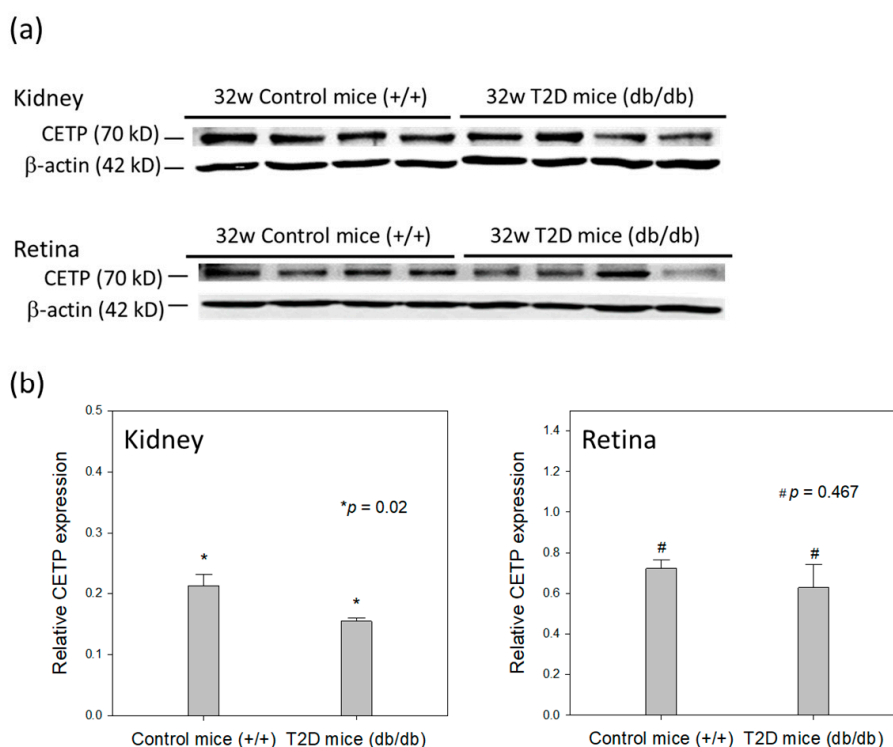 (a)
Kidney
32w Control mice (+/+) 32w T2D mice (db/db)
CETP (70 kD)
β-actin (42 kD)
Retina
32w Control mice (+/+) 32w T2D mice (db/db)
CETP (70 kD)
β-actin (42 kD)
(b)
Kidney
Relative CETP expression
0.5
0.4
0.3
0.2
0.1
0.0
*p = 0.02
*
*
Control mice (+/+) T2D mice (db/db)
Retina
Relative CETP expression
1.4
1.2
1.0
0.8
0.6
0.4
0.2
0.0
# p = 0.467
#
#
Control mice (+/+) T2D mice (db/db)